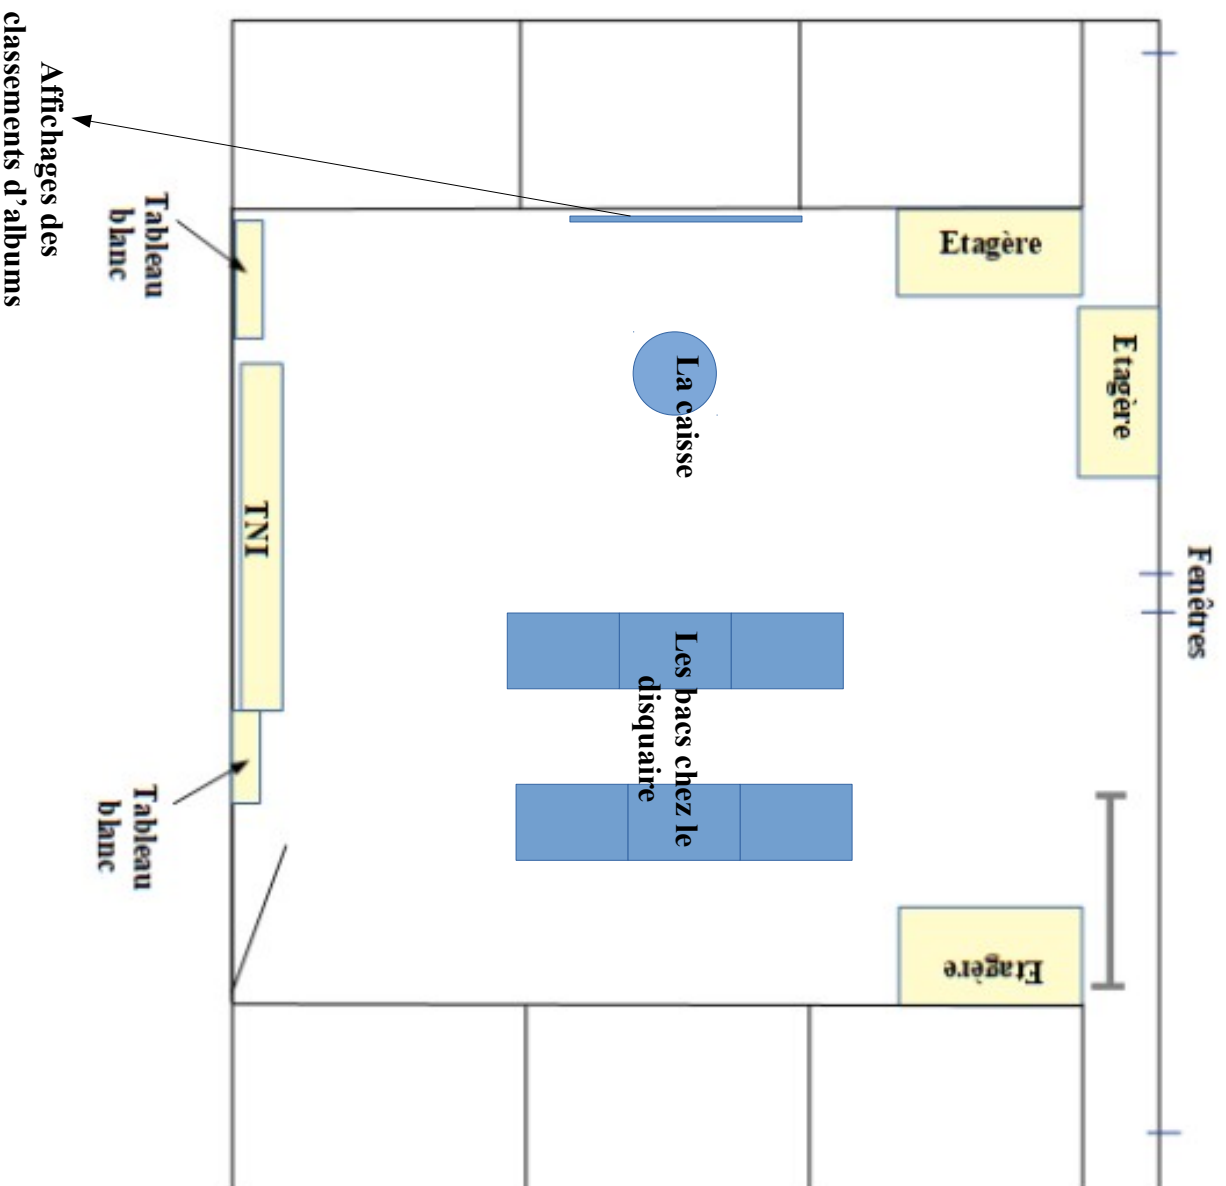 Affichages des
classements d’albums
Tableau
blanc
Etagère
Etagère
La caisse
TNI
Fenêtres
Les bacs chez le
disquaire
Tableau
blanc
Etagère